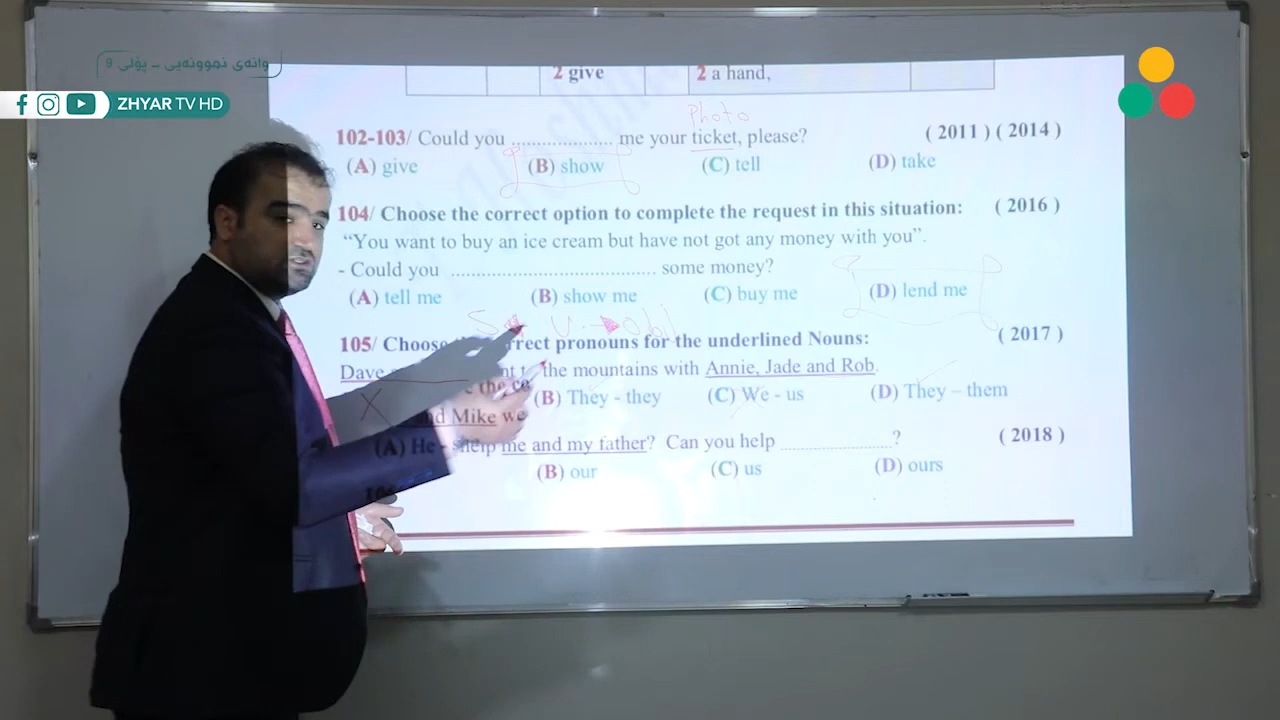 وانەی نموونەیی - پۆلی 9
ZHYAR TV HD
2 give 2 a hand,
Photo
102-103/ Could you .................... me your ticket, please? ( 2011 ) ( 2014 )
(A) give (B) show (C) tell (D) take
104/ Choose the correct option to complete the request in this situation: ( 2016 )
“You want to buy an ice cream but have not got any money with you”.
- Could you ....................................... some money?
(A) tell me (B) show me (C) buy me (D) lend me
105/ Choose rrect pronouns for the underlined Nouns: ( 2017 )
Dave the mountains with Annie, Jade and Rob.
(B) They - they (C) We - us (D) They – them
X nd Mike we
(A) He - help me and my father? Can you help ......................? ( 2018 )
(B) our (C) us (D) ours